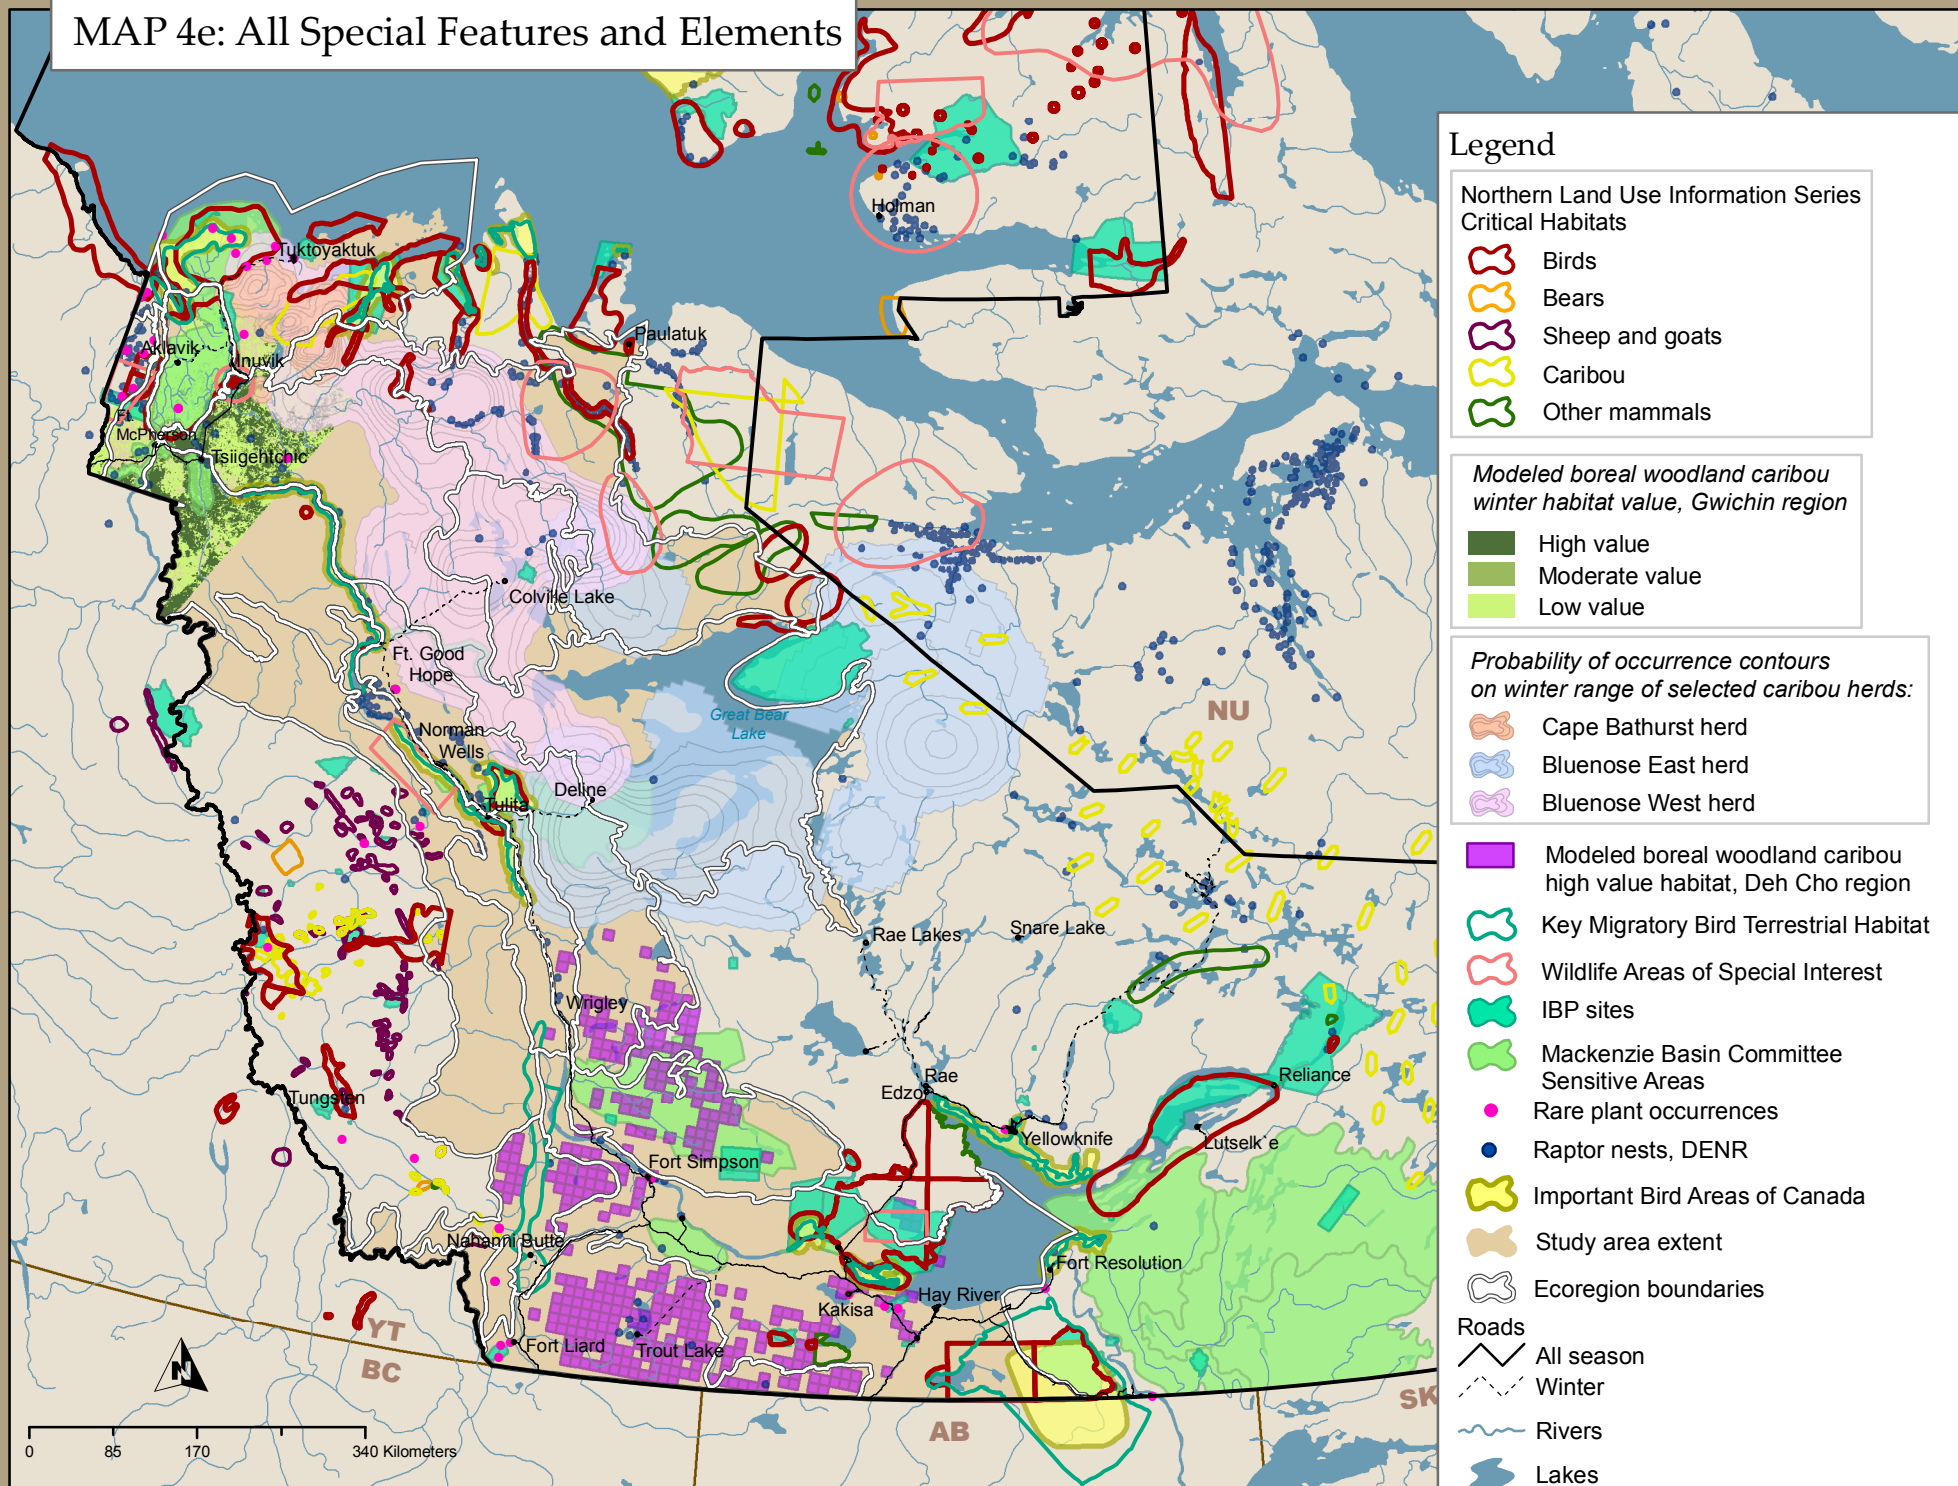 MAP 4e: All Special Features and Elements
Holman
Tuktoyaktuk
Paulatuk
Aklavik
Inuvik
Ft.
McPherson
Tsiigehtchic
Colville Lake
Ft. Good
Hope
Great Bear
Lake
NU
Norman
Wells
Tulita
Deline
Rae Lakes
Snare Lake
Wrigley
Rae
Edzo
Reliance
Tungsten
Yellowknife
Lutselk`e
Fort Simpson
Nahanni Butte
Fort Resolution
Hay River
Kakisa
Fort Liard
Trout Lake
YT
BC
AB
SK
N
0 85 170 340 Kilometers
Legend
Northern Land Use Information Series
Critical Habitats
Birds
Bears
Sheep and goats
Caribou
Other mammals
Modeled boreal woodland caribou
winter habitat value, Gwichin region
High value
Moderate value
Low value
Probability of occurrence contours
on winter range of selected caribou herds:
Cape Bathurst herd
Bluenose East herd
Bluenose West herd
Modeled boreal woodland caribou
high value habitat, Deh Cho region
Key Migratory Bird Terrestrial Habitat
Wildlife Areas of Special Interest
IBP sites
Mackenzie Basin Committee
Sensitive Areas
Rare plant occurrences
Raptor nests, DENR
Important Bird Areas of Canada
Study area extent
Ecoregion boundaries
Roads
All season
Winter
Rivers
Lakes